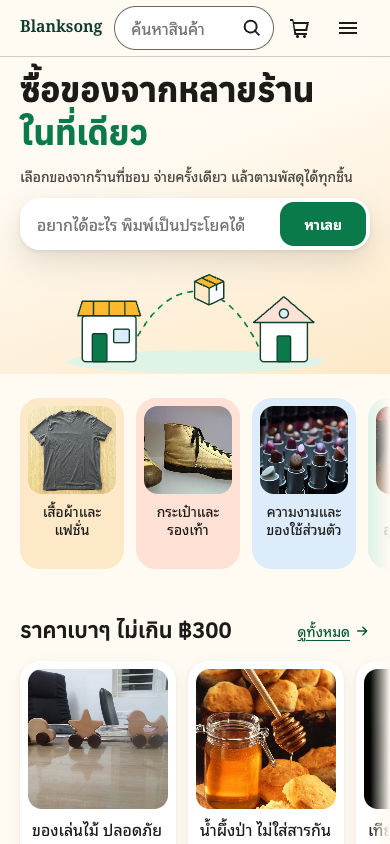 Blanksong
ค้นหาสินค้า
ซื้อของจากหลายร้าน
ในที่เดียว
เลือกของจากร้านที่ชอบ จ่ายครั้งเดียว แล้วตามพัสดุได้ทุกชิ้น
อยากได้อะไร พิมพ์เป็นประโยคได้
หาเลย
เสื้อผ้าและ
แฟชั่น
กระเป๋าและ
รองเท้า
ความงามและ
ของใช้ส่วนตัว
ราคาเบาๆ ไม่เกิน ฿300
ดูทั้งหมด
ของเล่นไม้ ปลอดภัย
น้ำผึ้งป่า ไม่ใส่สารกัน